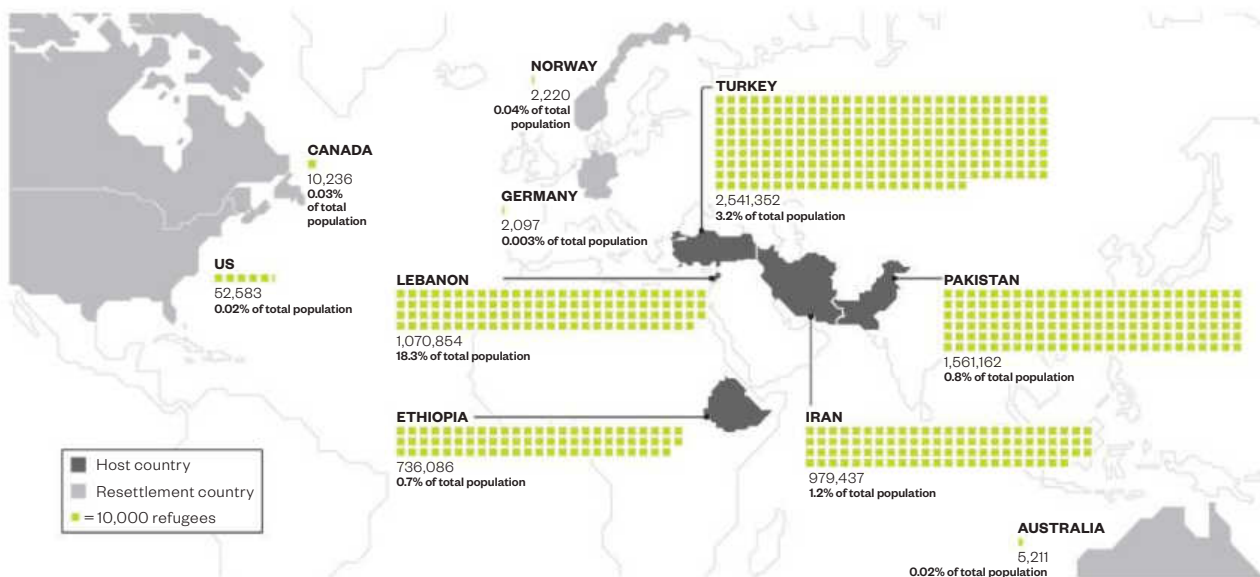 NORWAY
2,220
0.04% of total
population
TURKEY
2,541,352
3.2% of total population
CANADA
10,236
0.03%
of total
population
GERMANY
2,097
0.003% of total population
US
52,583
0.02% of total population
LEBANON
1,070,854
18.3% of total population
PAKISTAN
1,561,162
0.8% of total population
ETHIOPIA
736,086
0.7% of total population
IRAN
979,437
1.2% of total population
Host country
Resettlement country
= 10,000 refugees
AUSTRALIA
5,211
0.02% of total population